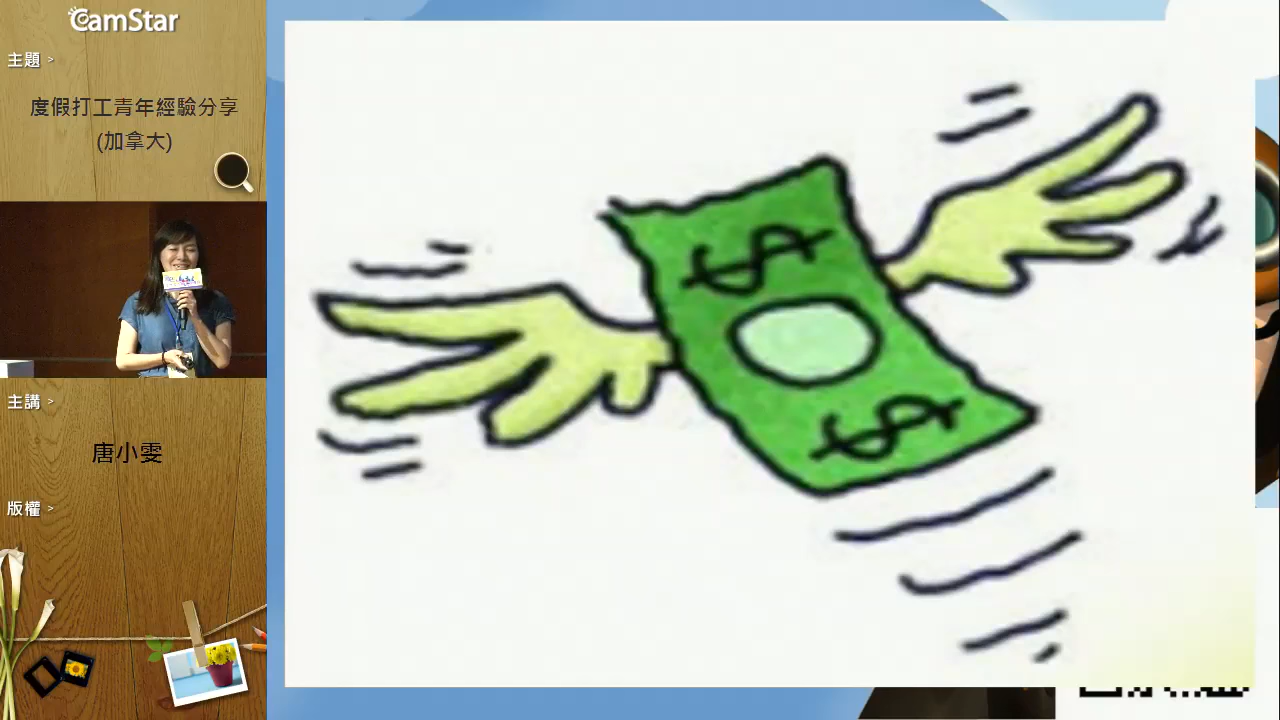 CamStar
主題 >
度假打工青年經驗分享
(加拿大)
主講 >
唐小雯
版權 >
$
$